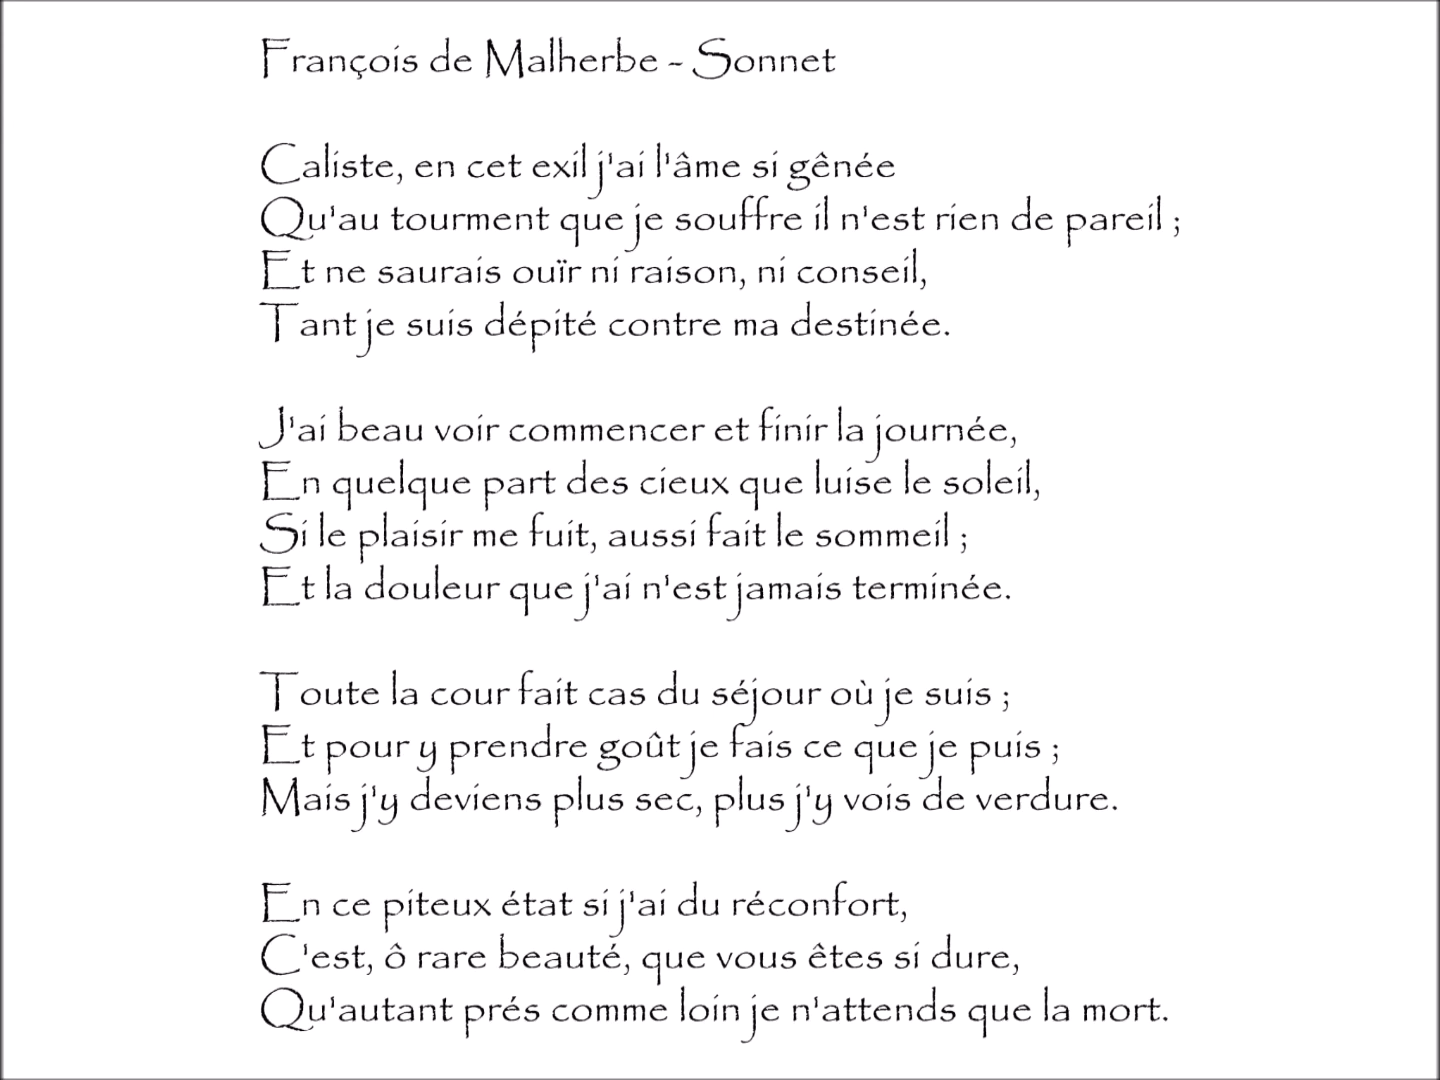 François de Malherbe - Sonnet
Caliste, en cet exil j'ai l'âme si gênée
Qu'au tourment que je souffre il n'est rien de pareil ;
Et ne saurais ouïr ni raison, ni conseil,
Tant je suis dépité contre ma destinée.
J'ai beau voir commencer et finir la journée,
En quelque part des cieux que luise le soleil,
Si le plaisir me fuit, aussi fait le sommeil ;
Et la douleur que j'ai n'est jamais terminée.
Toute la cour fait cas du séjour où je suis ;
Et pour y prendre goût je fais ce que je puis ;
Mais j'y deviens plus sec, plus j'y vois de verdure.
En ce piteux état si j'ai du réconfort,
C'est, ô rare beauté, que vous êtes si dure,
Qu'autant prés comme loin je n'attends que la mort.